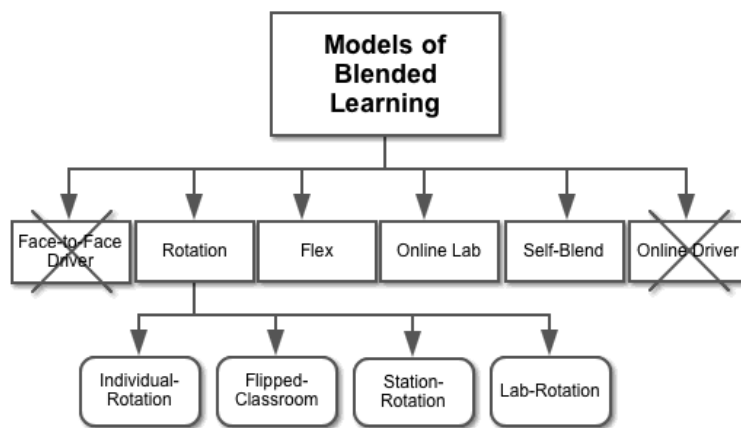 Models of
Blended
Learning
Face-to-Face
Driver
Rotation
Flex
Online Lab
Self-Blend
Online Driver
Individual-
Rotation
Flipped-
Classroom
Station-
Rotation
Lab-Rotation